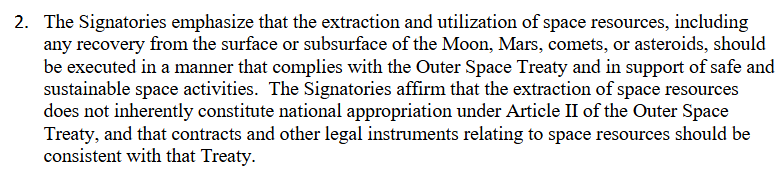 2. The Signatories emphasize that the extraction and utilization of space resources, including
any recovery from the surface or subsurface of the Moon, Mars, comets, or asteroids, should
be executed in a manner that complies with the Outer Space Treaty and in support of safe and
sustainable space activities.  The Signatories affirm that the extraction of space resources
does not inherently constitute national appropriation under Article II of the Outer Space
Treaty, and that contracts and other legal instruments relating to space resources should be
consistent with that Treaty.